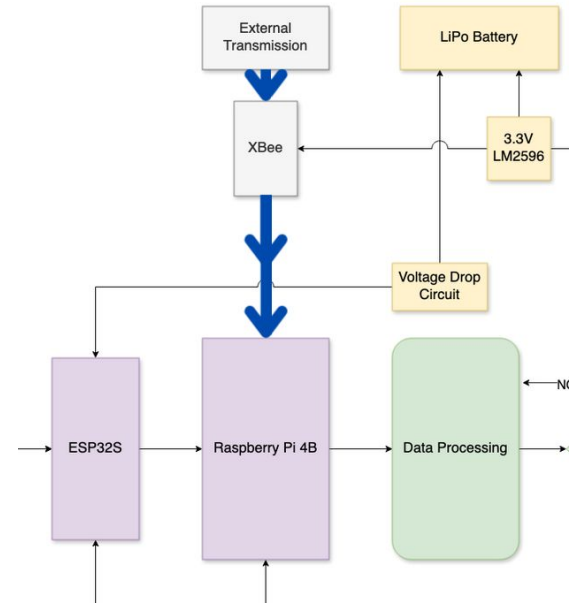 External
Transmission
LiPo Battery
XBee
3.3V
LM2596
Voltage Drop
Circuit
ESP32S
Raspberry Pi 4B
Data Processing